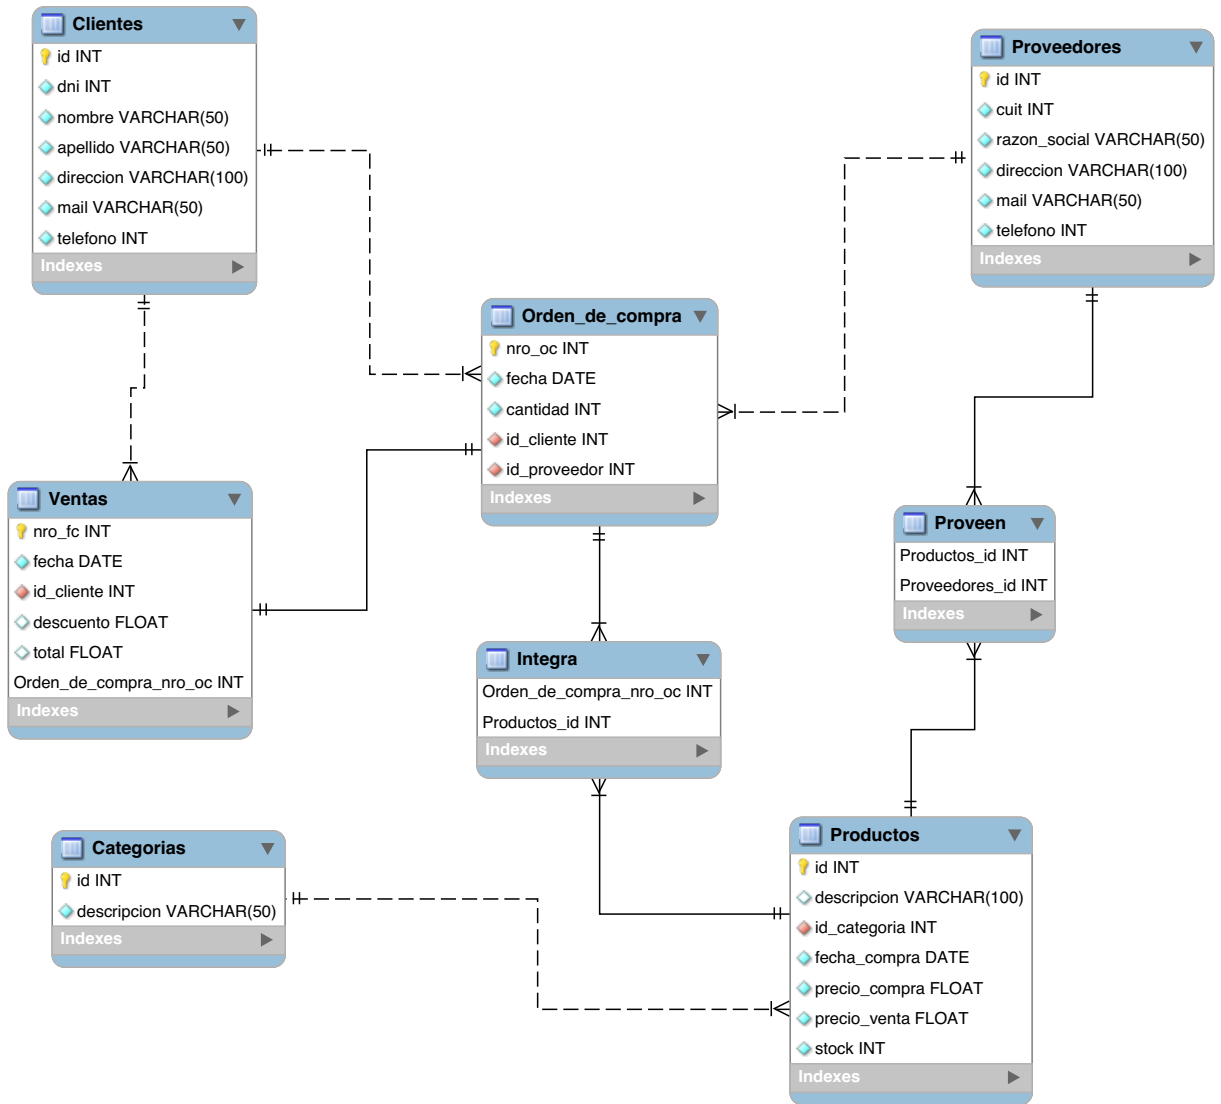 Clientes
id INT
dni INT
nombre VARCHAR(50)
apellido VARCHAR(50)
direccion VARCHAR(100)
mail VARCHAR(50)
telefono INT
Indexes
Proveedores
id INT
cuit INT
razon_social VARCHAR(50)
direccion VARCHAR(100)
mail VARCHAR(50)
telefono INT
Indexes
Orden_de_compra
nro_oc INT
fecha DATE
cantidad INT
id_cliente INT
id_proveedor INT
Indexes
Ventas
nro_fc INT
fecha DATE
id_cliente INT
descuento FLOAT
total FLOAT
Orden_de_compra_nro_oc INT
Indexes
Proveen
Productos_id INT
Proveedores_id INT
Indexes
Integra
Orden_de_compra_nro_oc INT
Productos_id INT
Indexes
Categorias
id INT
descripcion VARCHAR(50)
Indexes
Productos
id INT
descripcion VARCHAR(100)
id_categoria INT
fecha_compra DATE
precio_compra FLOAT
precio_venta FLOAT
stock INT
Indexes